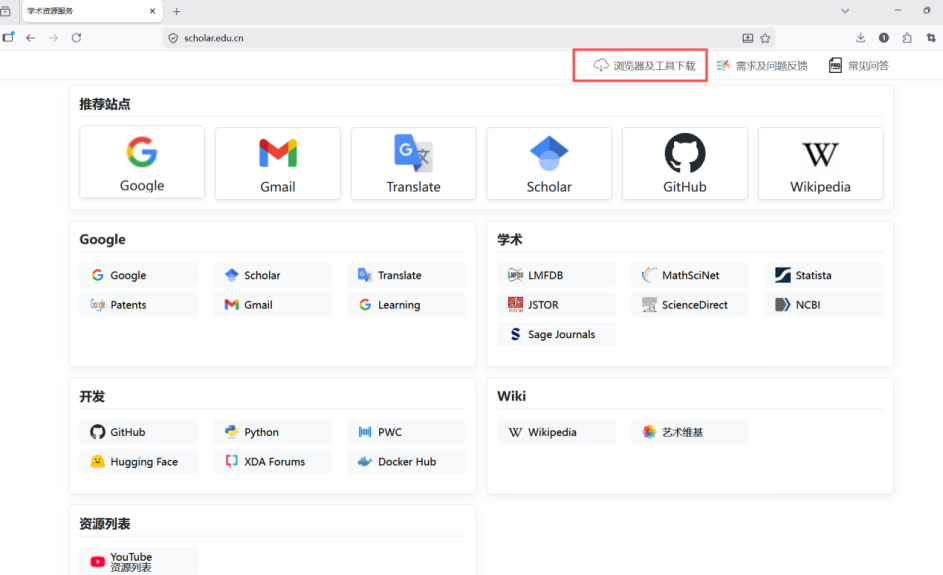 学术资源服务
scholar.edu.cn
浏览器及工具下载
需求及问题反馈
FAQ
常见问答
推荐站点
Google
Gmail
Translate
Scholar
GitHub
Wikipedia
Google
Google
Scholar
Translate
Patents
Gmail
Learning
学术
LMFDB
MathSciNet
Statista
JSTOR
ScienceDirect
NCBI
Sage Journals
开发
GitHub
Python
PWC
Hugging Face
XDA Forums
Docker Hub
Wiki
Wikipedia
艺术维基
资源列表
YouTube
资源列表